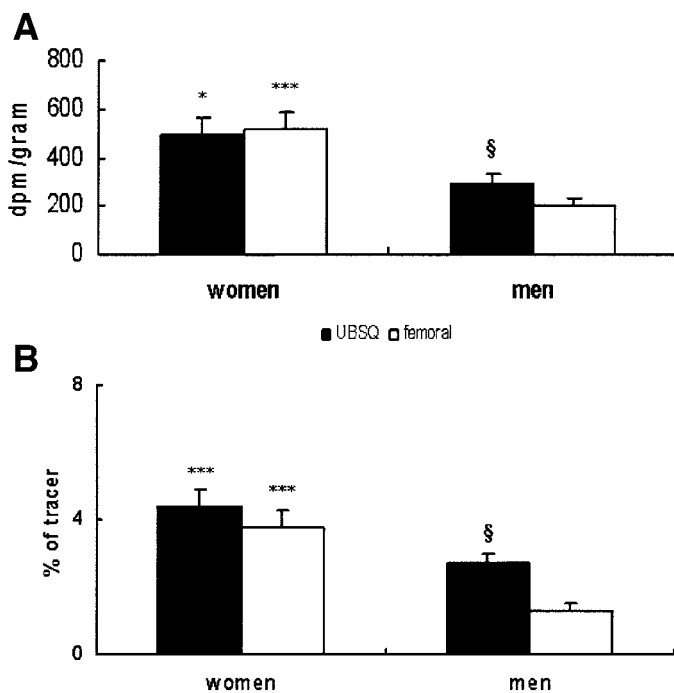 A
800
600
400
200
0
dpm/gram
* ***
§
women men
UBSQ femoral
B
8
4
0
% of tracer
*** ***
§
women men